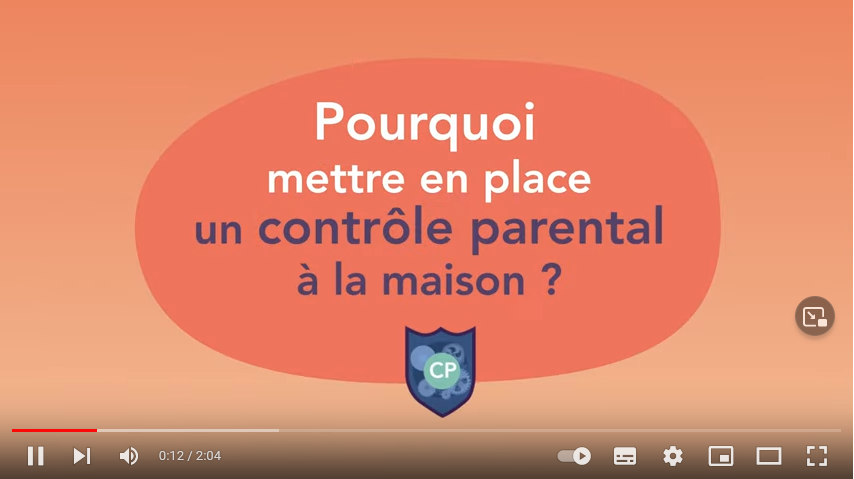 Pourquoi
mettre en place
un contrôle parental
à la maison ?
CP
0:12 / 2:04